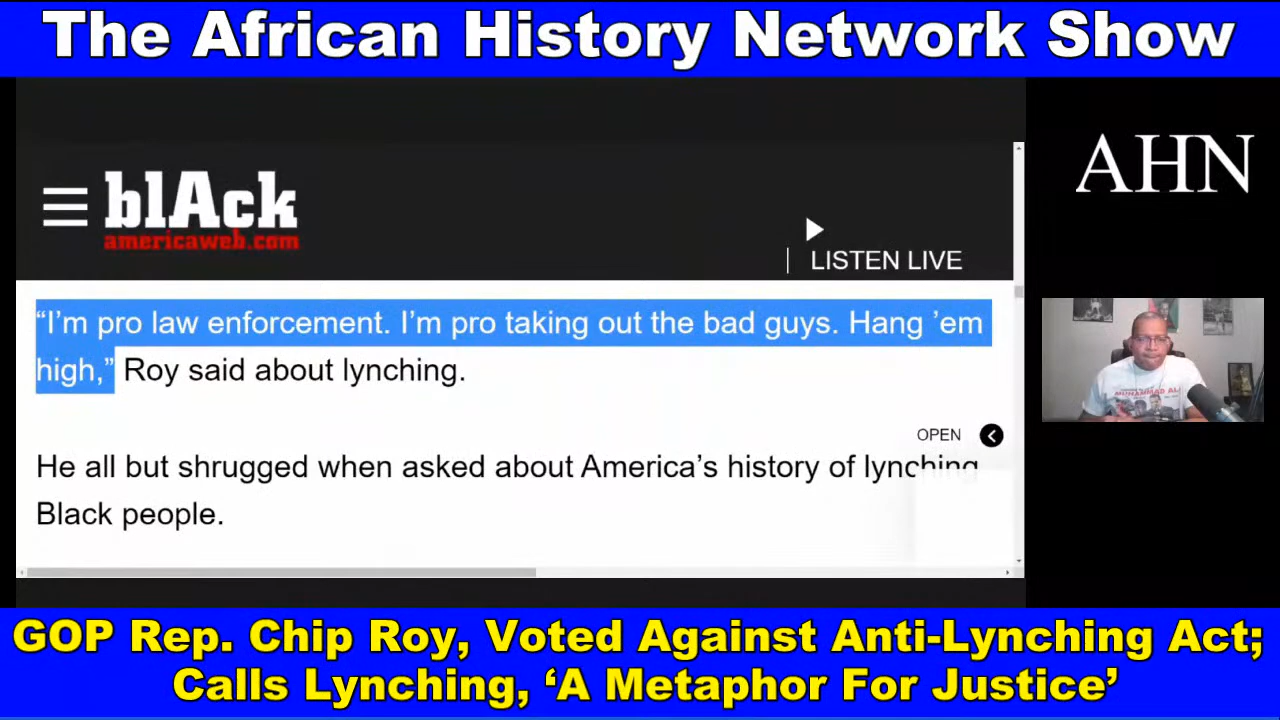 The African History Network Show
AHN
blAck
americaweb.com
LISTEN LIVE
“I’m pro law enforcement. I’m pro taking out the bad guys. Hang ’em
high,” Roy said about lynching.
OPEN
He all but shrugged when asked about America’s history of lynching
Black people.
MUHAMMAD ALI
GOP Rep. Chip Roy, Voted Against Anti-Lynching Act;
Calls Lynching, ‘A Metaphor For Justice’